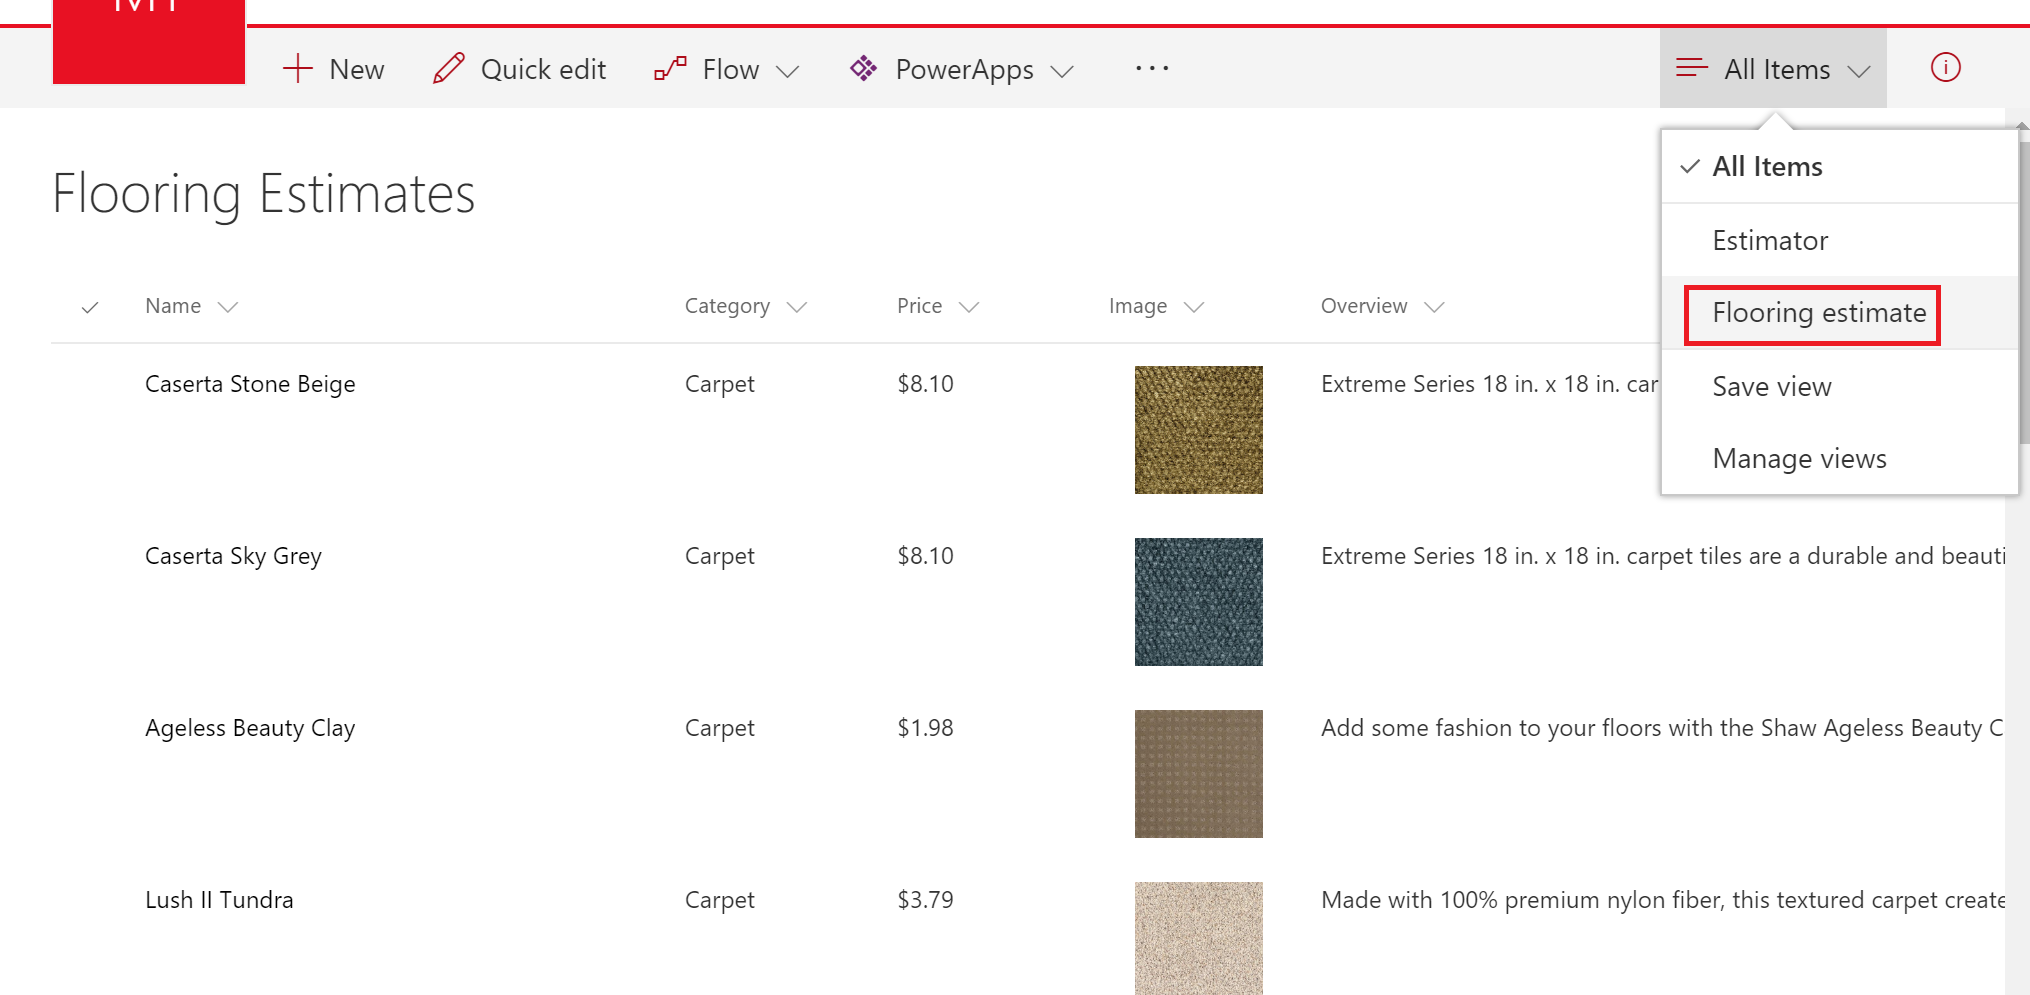 New Quick edit Flow PowerApps ... All Items
All Items
Estimator
Flooring estimate
Save view
Manage views
Flooring Estimates
Name Category Price Image Overview
Caserta Stone Beige Carpet $8.10 Extreme Series 18 in. x 18 in. car
Caserta Sky Grey Carpet $8.10 Extreme Series 18 in. x 18 in. carpet tiles are a durable and beauti
Ageless Beauty Clay Carpet $1.98 Add some fashion to your floors with the Shaw Ageless Beauty C
Lush II Tundra Carpet $3.79 Made with 100% premium nylon fiber, this textured carpet create